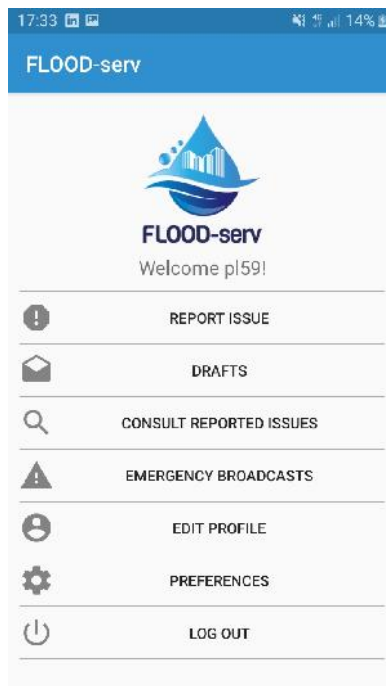 17:33 14%
FLOOD-serv
FLOOD-serv
Welcome pl59!
REPORT ISSUE
DRAFTS
CONSULT REPORTED ISSUES
EMERGENCY BROADCASTS
EDIT PROFILE
PREFERENCES
LOG OUT